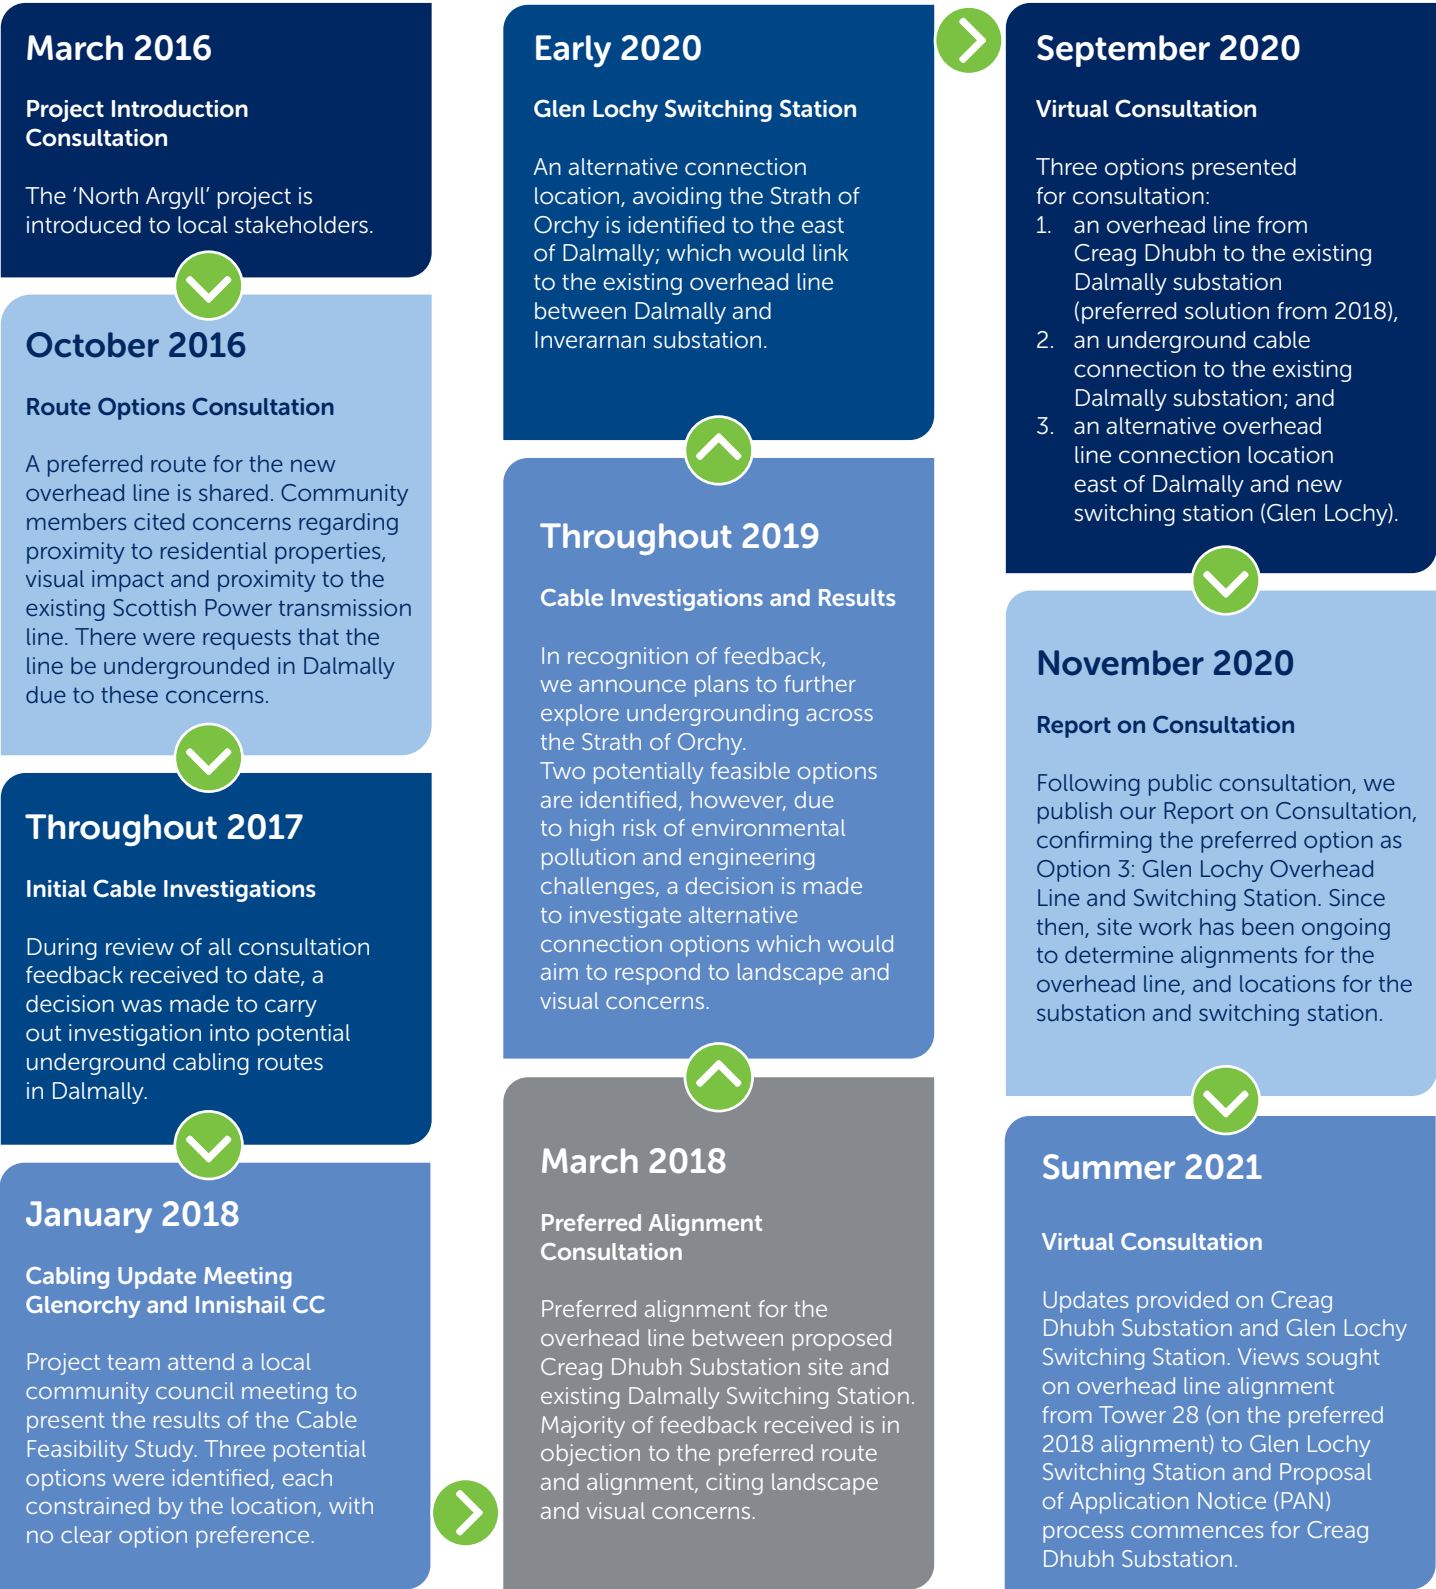 March 2016
Project Introduction
Consultation
The ‘North Argyll’ project is
introduced to local stakeholders.
October 2016
Route Options Consultation
A preferred route for the new
overhead line is shared. Community
members cited concerns regarding
proximity to residential properties,
visual impact and proximity to the
existing Scottish Power transmission
line. There were requests that the
line be undergrounded in Dalmally
due to these concerns.
Throughout 2017
Initial Cable Investigations
During review of all consultation
feedback received to date, a
decision was made to carry
out investigation into potential
underground cabling routes
in Dalmally.
January 2018
Cabling Update Meeting
Glenorchy and Innishail CC
Project team attend a local
community council meeting to
present the results of the Cable
Feasibility Study. Three potential
options were identified, each
constrained by the location, with
no clear option preference.
March 2018
Preferred Alignment
Consultation
Preferred alignment for the
overhead line between proposed
Creag Dhubh Substation site and
existing Dalmally Switching Station.
Majority of feedback received is in
objection to the preferred route
and alignment, citing landscape
and visual concerns.
Throughout 2019
Cable Investigations and Results
In recognition of feedback,
we announce plans to further
explore undergrounding across
the Strath of Orchy.
Two potentially feasible options
are identified, however, due
to high risk of environmental
pollution and engineering
challenges, a decision is made
to investigate alternative
connection options which would
aim to respond to landscape and
visual concerns.
Early 2020
Glen Lochy Switching Station
An alternative connection
location, avoiding the Strath of
Orchy is identified to the east
of Dalmally; which would link
to the existing overhead line
between Dalmally and
Inverarnan substation.
September 2020
Virtual Consultation
Three options presented
for consultation:
1. an overhead line from
Creag Dhubh to the existing
Dalmally substation
(preferred solution from 2018),
2. an underground cable
connection to the existing
Dalmally substation; and
3. an alternative overhead
line connection location
east of Dalmally and new
switching station (Glen Lochy).
November 2020
Report on Consultation
Following public consultation, we
publish our Report on Consultation,
confirming the preferred option as
Option 3: Glen Lochy Overhead
Line and Switching Station. Since
then, site work has been ongoing
to determine alignments for the
overhead line, and locations for the
substation and switching station.
Summer 2021
Virtual Consultation
Updates provided on Creag
Dhubh Substation and Glen Lochy
Switching Station. Views sought
on overhead line alignment
from Tower 28 (on the preferred
2018 alignment) to Glen Lochy
Switching Station and Proposal
of Application Notice (PAN)
process commences for Creag
Dhubh Substation.